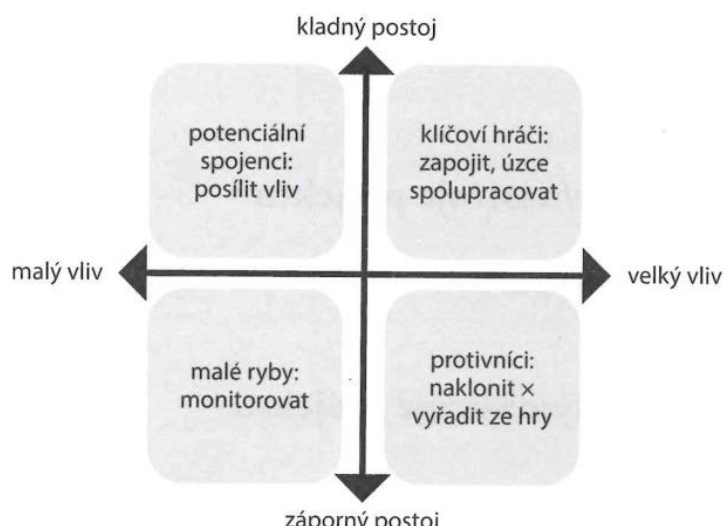 kladný postoj
potenciální
spojenci:
posílit vliv
klíčoví hráči:
zapojit, úzce
spolupracovat
malý vliv
velký vliv
malé ryby:
monitorovat
protivníci:
naklonit ×
vyřadit ze hry
záporný postoj